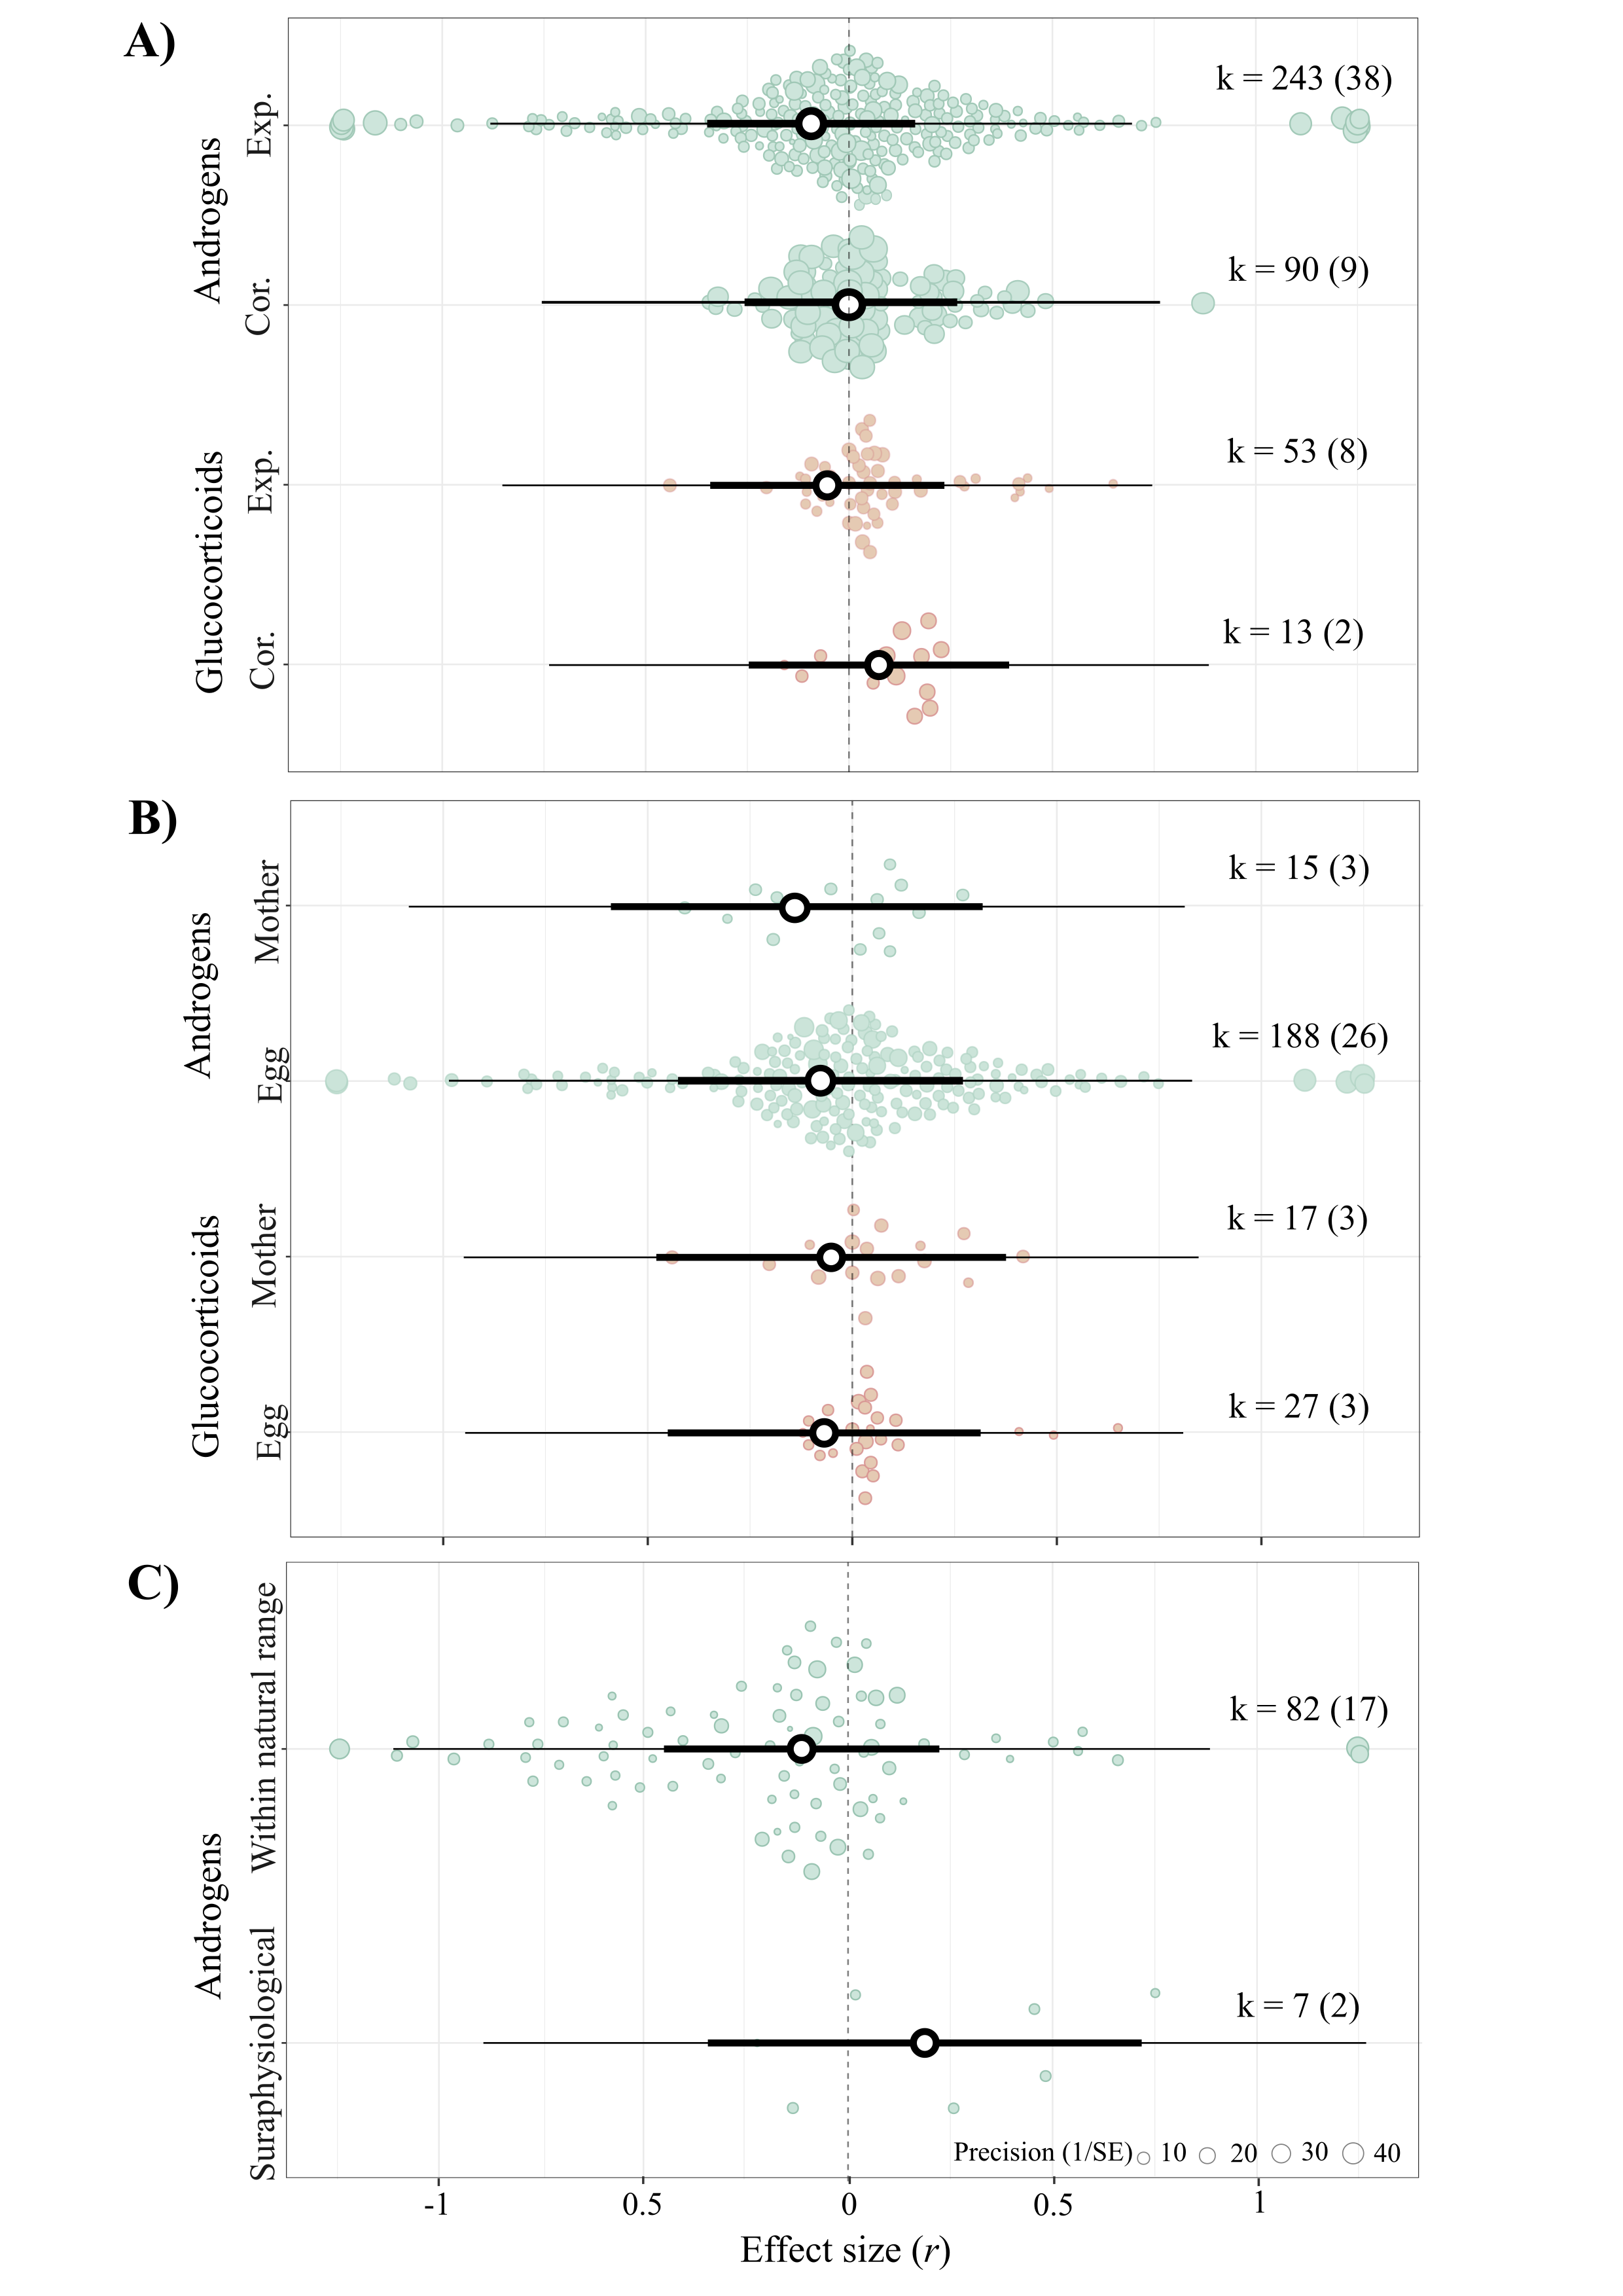 A)
Androgens
Exp.
k = 243 (38)
Cor.
k = 90 (9)
Glucocorticoids
Exp.
k = 53 (8)
Cor.
k = 13 (2)
B)
Androgens
Mother
k = 15 (3)
Egg
k = 188 (26)
Glucocorticoids
Mother
k = 17 (3)
Egg
k = 27 (3)
C)
Androgens
Within natural range
k = 82 (17)
Suraphysiological
k = 7 (2)
Precision (1/SE) 10 20 30 40
-1 0.5 0 0.5 1
Effect size (r)